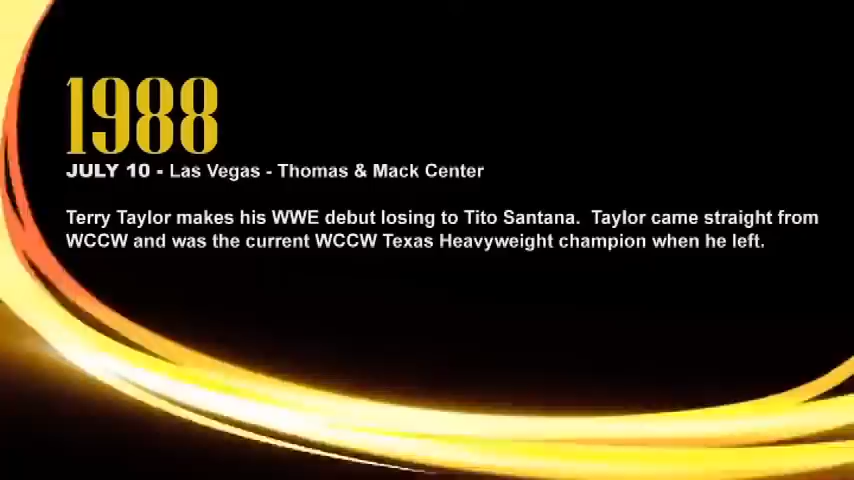 1988
JULY 10 - Las Vegas - Thomas & Mack Center
Terry Taylor makes his WWE debut losing to Tito Santana.  Taylor came straight from
WCCW and was the current WCCW Texas Heavyweight champion when he left.